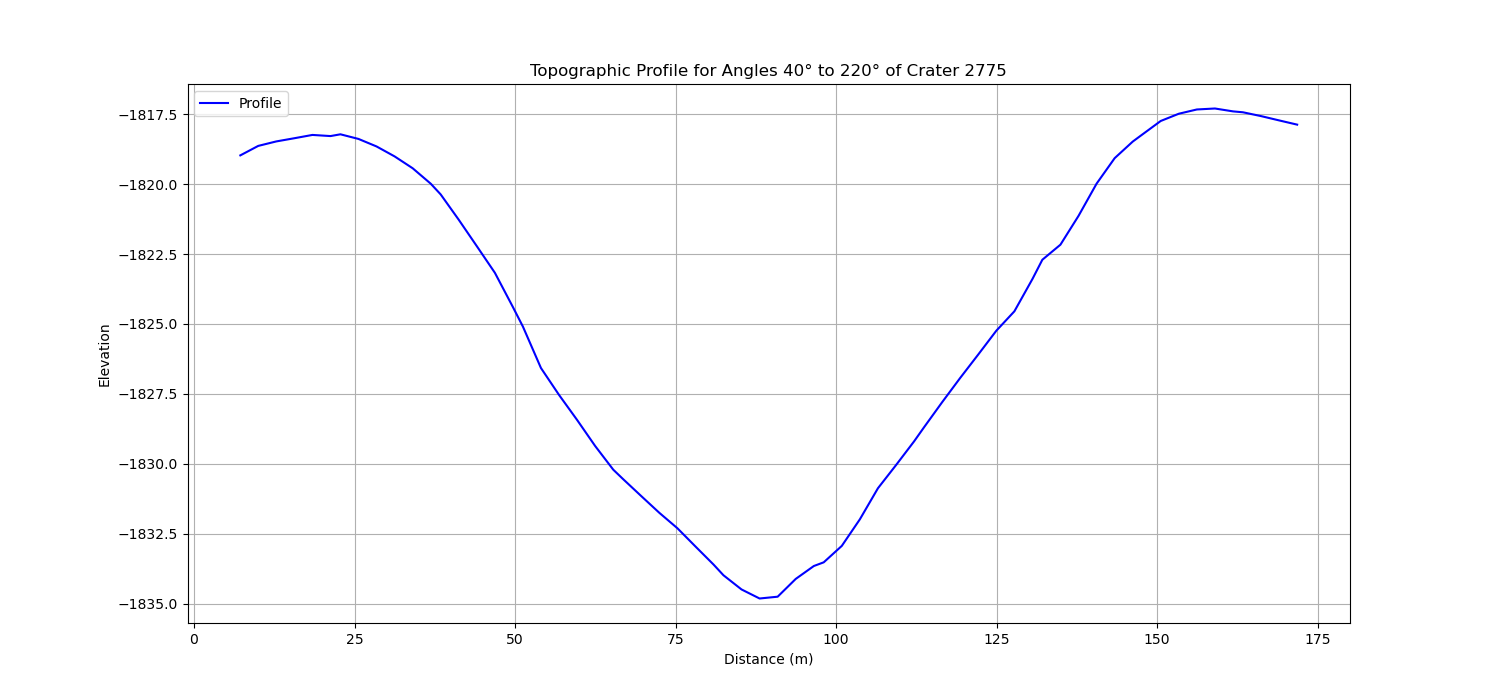 Topographic Profile for Angles 40° to 220° of Crater 2775
Profile
−1817.5
−1820.0
−1822.5
−1825.0
−1827.5
−1830.0
−1832.5
−1835.0
Elevation
0 25 50 75 100 125 150 175
Distance (m)